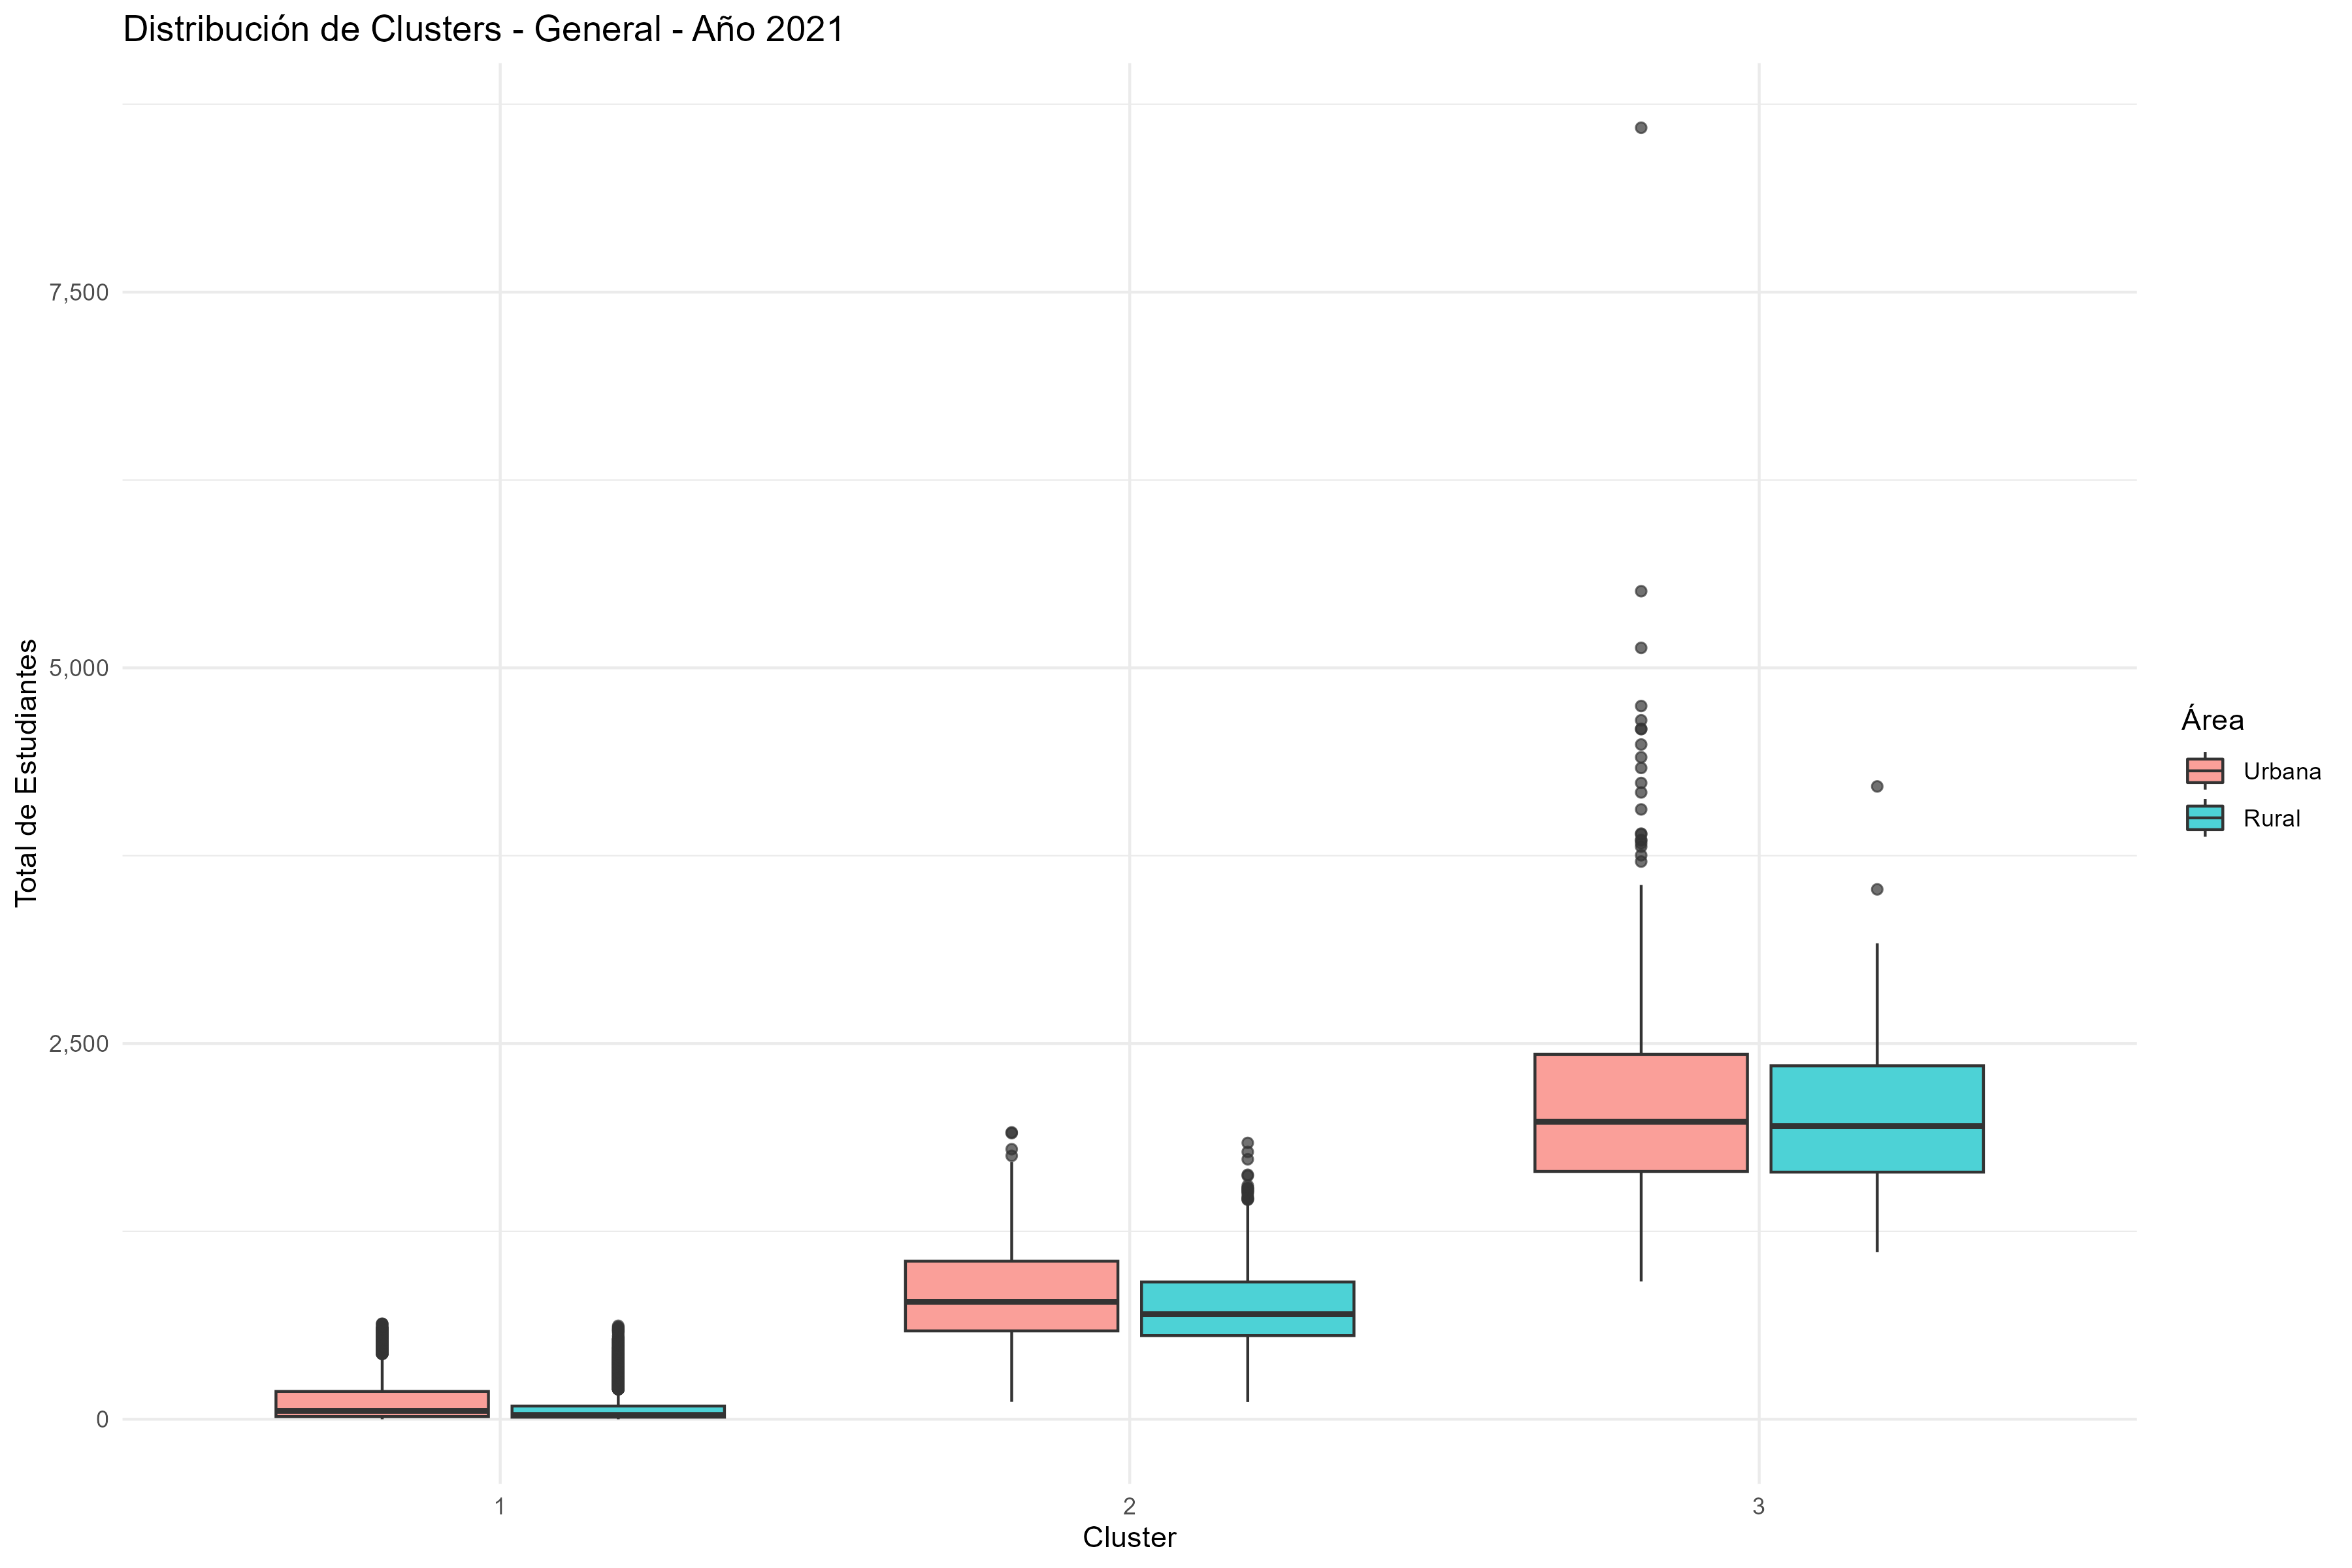 Distribución de Clusters - General - Año 2021
Total de Estudiantes
7,500
5,000
2,500
0
1
2
3
Cluster
Área
Urbana
Rural